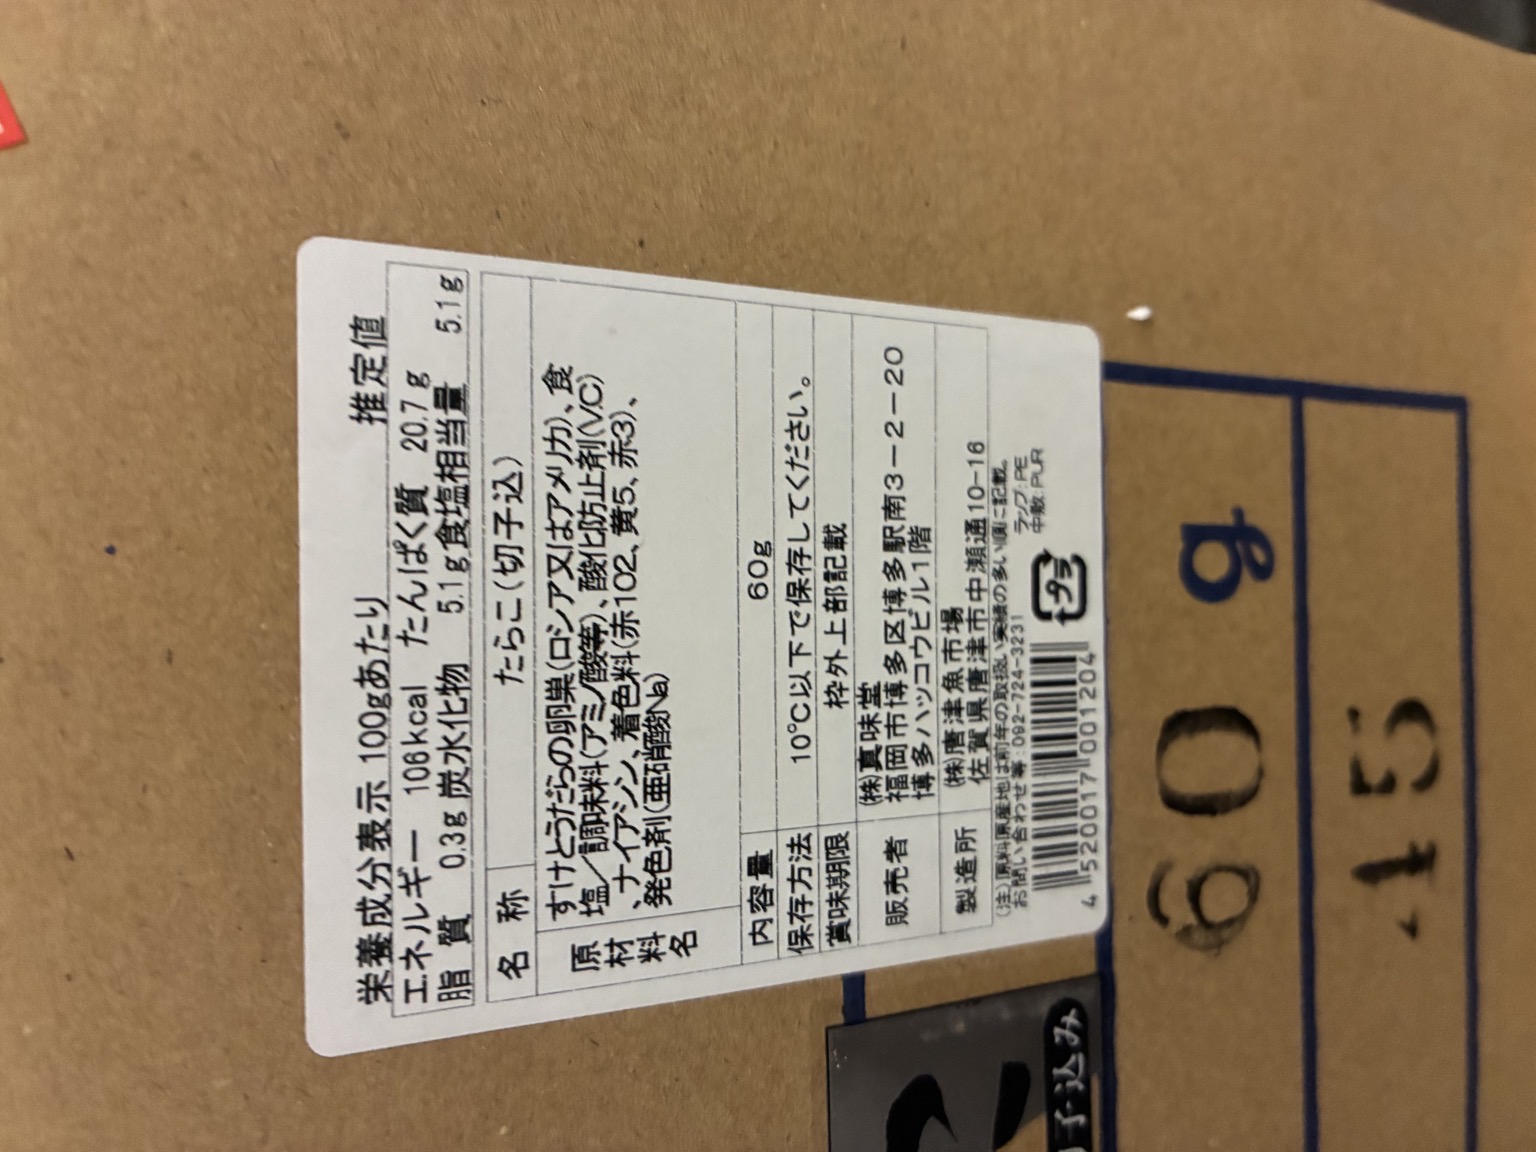 栄養成分表示 100gあたり 推定値
エネルギー 106kcal たんぱく質 20.7g
脂質 0.3g 炭水化物 5.1g 食塩相当量 5.1g
名称 たらこ(切子込)
原材料名 すけとうだらの卵巣(ロシア又はアメリカ)、食
塩/調味料(アミノ酸等)、酸化防止剤(V.C)
、ナイアシン、着色料(赤102、黄5、赤3)、
発色剤(亜硝酸Na)
内容量 60g
保存方法 10℃以下で保存してください。
賞味期限 枠外上部記載
販売者 (株)真味堂
福岡市博多区博多駅南3-2-20
博多ハッコウビル1階
製造所 (株)唐津魚市場
佐賀県唐津市中瀬通10-16
(注)原料原産地は前年の取扱い実績の多い順に記載。
お問い合わせ等:092-724-3231
プラ
ラップ:PE
中敷:PUR
4 520017 001204
子込み
60 g
.15